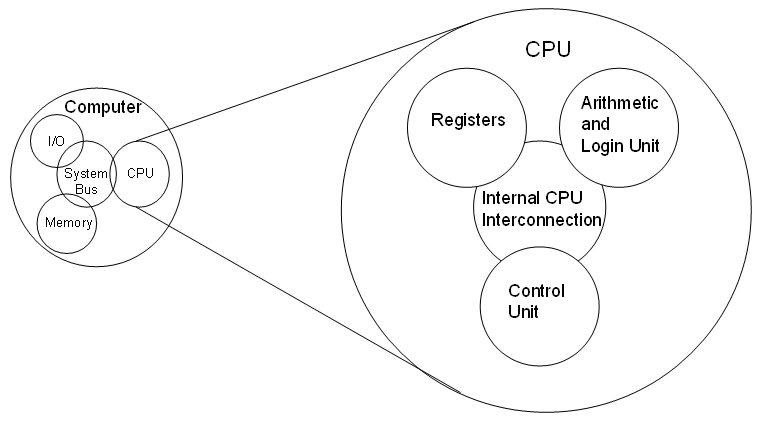 Computer
I/O
System
Bus
CPU
Memory
CPU
Registers
Arithmetic
and
Login Unit
Internal CPU
Interconnection
Control
Unit